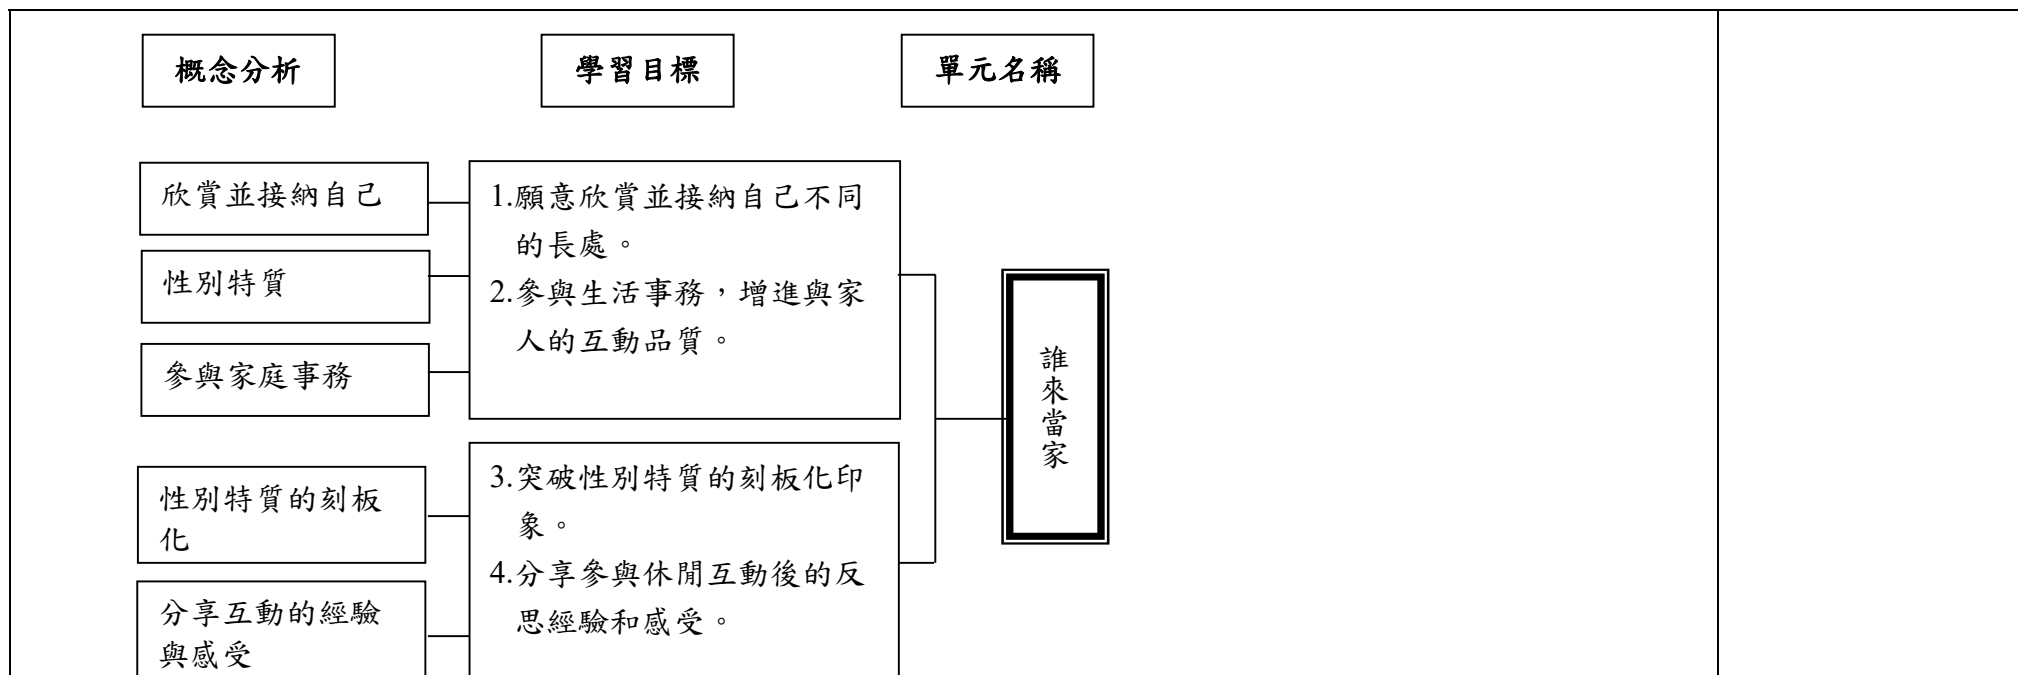 概念分析
學習目標
單元名稱
欣賞並接納自己
性別特質
參與家庭事務
1.願意欣賞並接納自己不同
的長處。
2.參與生活事務，增進與家
人的互動品質。
性別特質的刻板
化
分享互動的經驗
與感受
3.突破性別特質的刻板化印
象。
4.分享參與休閒互動後的反
思經驗和感受。
誰來當家